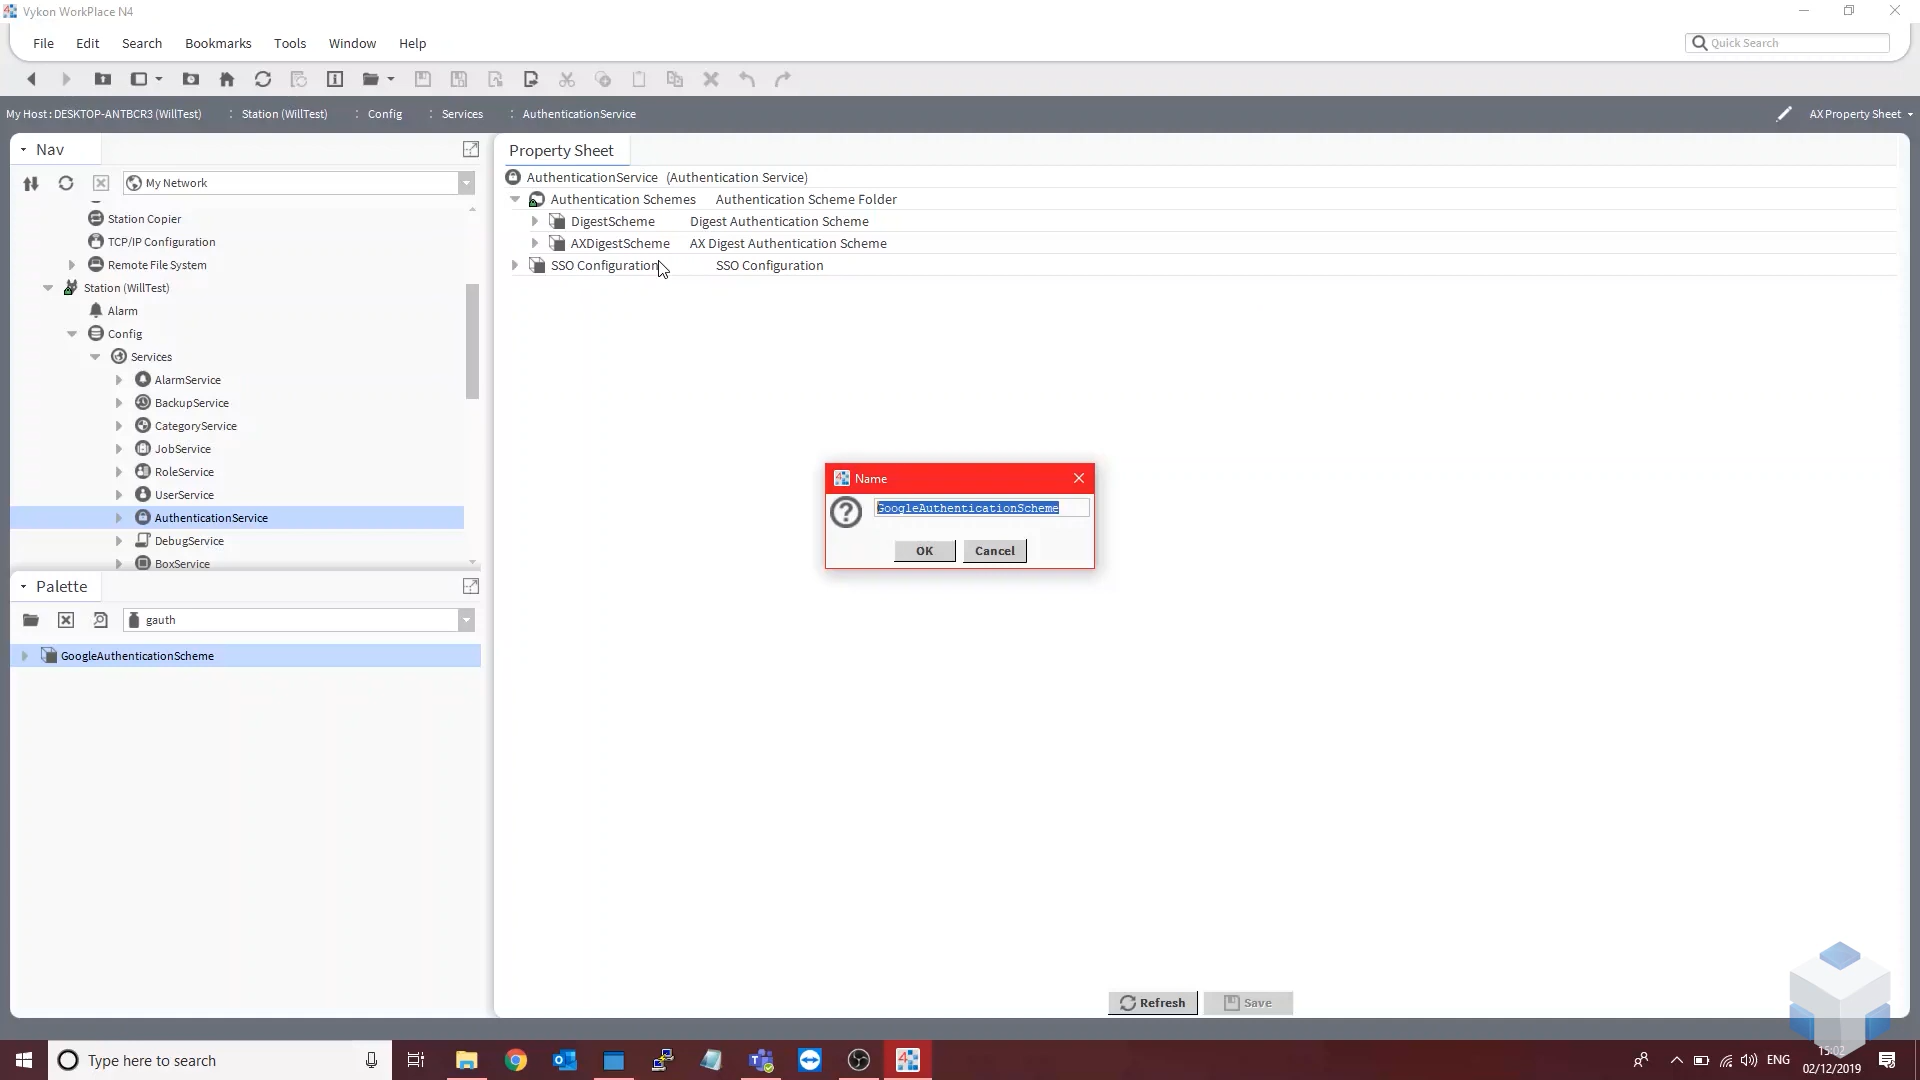 Vykon WorkPlace N4
File Edit Search Bookmarks Tools Window Help
Quick Search
My Host : DESKTOP-ANTBCR3 (WillTest) : Station (WillTest) : Config : Services : AuthenticationService
AX Property Sheet
Nav
My Network
Station Copier
TCP/IP Configuration
Remote File System
Station (WillTest)
Alarm
Config
Services
AlarmService
BackupService
CategoryService
JobService
RoleService
UserService
AuthenticationService
DebugService
BoxService
Palette
gauth
GoogleAuthenticationScheme
Property Sheet
AuthenticationService (Authentication Service)
Authentication Schemes Authentication Scheme Folder
DigestScheme Digest Authentication Scheme
AXDigestScheme AX Digest Authentication Scheme
SSO Configuration SSO Configuration
Name
GoogleAuthenticationScheme
OK Cancel
Refresh Save
Type here to search
ENG
15:02
02/12/2019